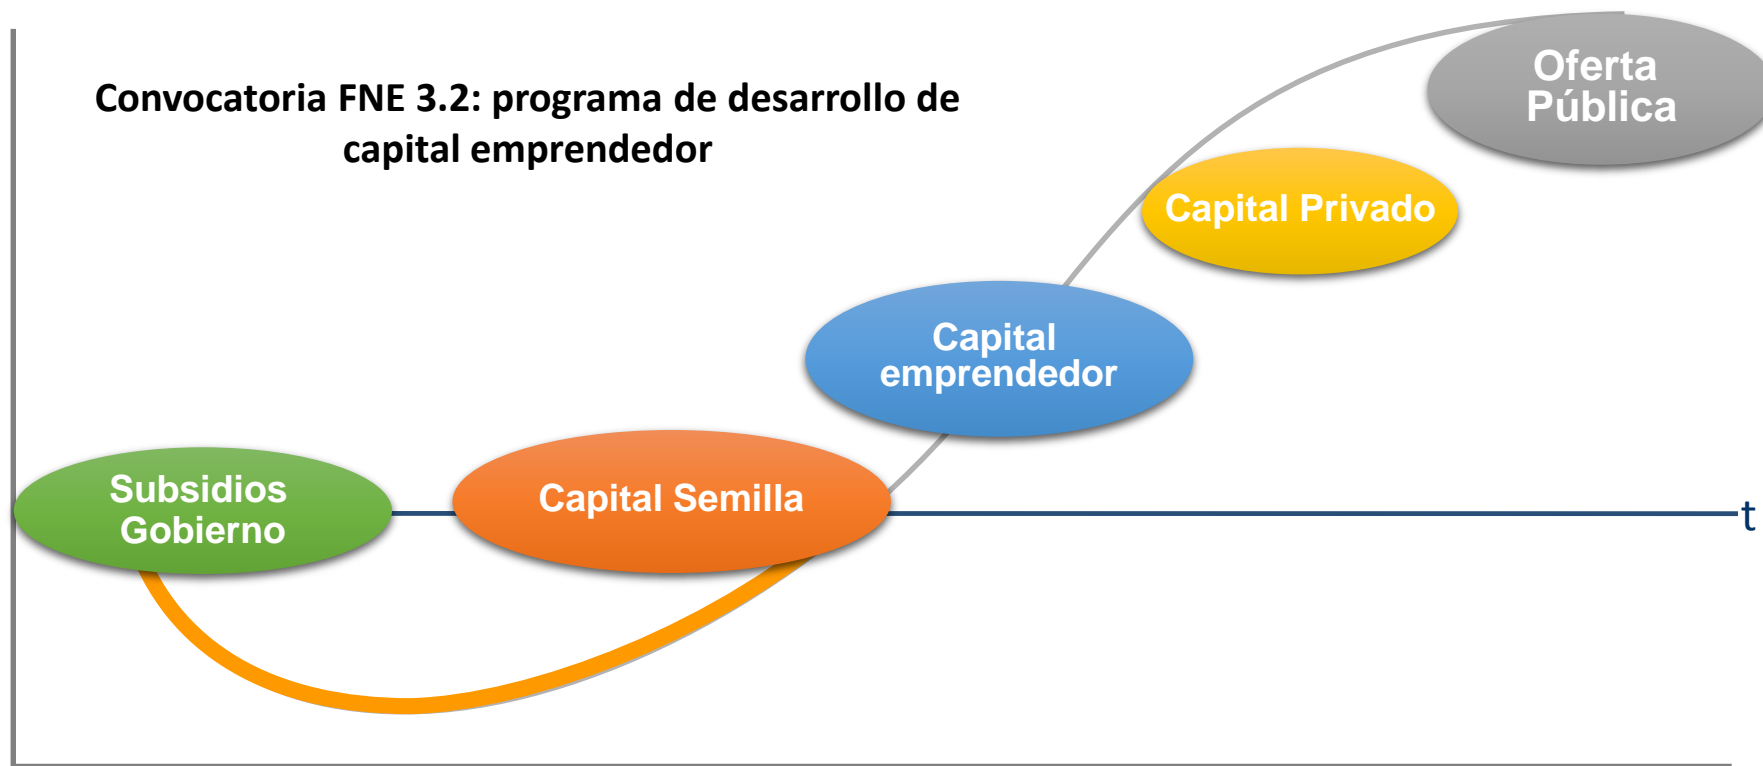 Convocatoria FNE 3.2: programa de desarrollo de
capital emprendedor
Oferta
Pública
Capital Privado
Capital
emprendedor
Capital Semilla
Subsidios
Gobierno
t